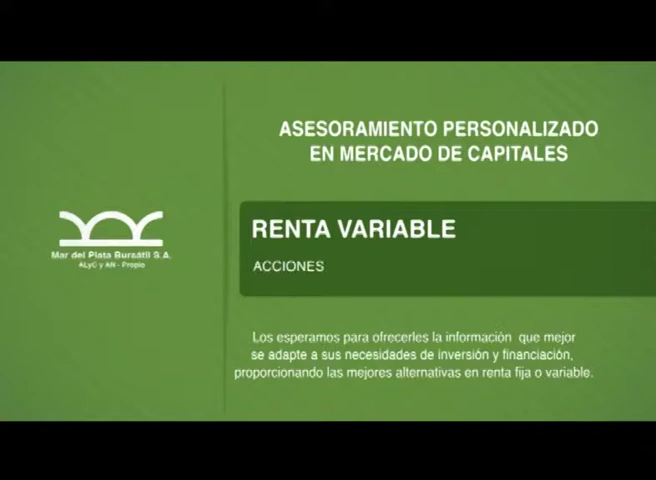 ASESORAMIENTO PERSONALIZADO
EN MERCADO DE CAPITALES
RENTA VARIABLE
ACCIONES
Mar del Plata Bursátil S.A.
ALyC y AN - Propio
Los esperamos para ofrecerles la información que mejor
se adapte a sus necesidades de inversión y financiación,
proporcionando las mejores alternativas en renta fija o variable.